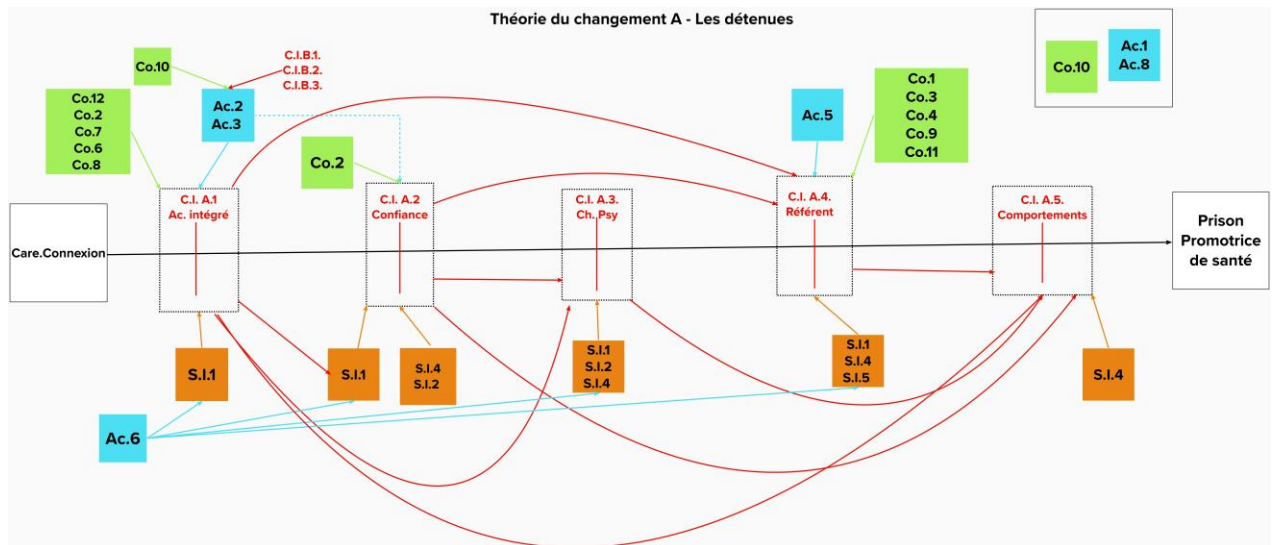 Théorie du changement A - Les détenues
Co.10
C.I.B.1.
C.I.B.2.
C.I.B.3.
Co.10
Ac.1
Ac.8
Co.12
Co.2
Co.7
Co.6
Co.8
Ac.2
Ac.3
Ac.5
Co.1
Co.3
Co.4
Co.9
Co.11
Co.2
C.I. A.1
Ac. intégré
C.I. A.2
Confiance
C.I. A.3.
Ch. Psy
C.I. A.4.
Référent
C.I. A.5.
Comportements
Care.Connexion
Prison
Promotrice
de santé
S.I.1
S.I.1
S.I.4
S.I.2
S.I.1
S.I.2
S.I.4
S.I.1
S.I.4
S.I.5
S.I.4
Ac.6